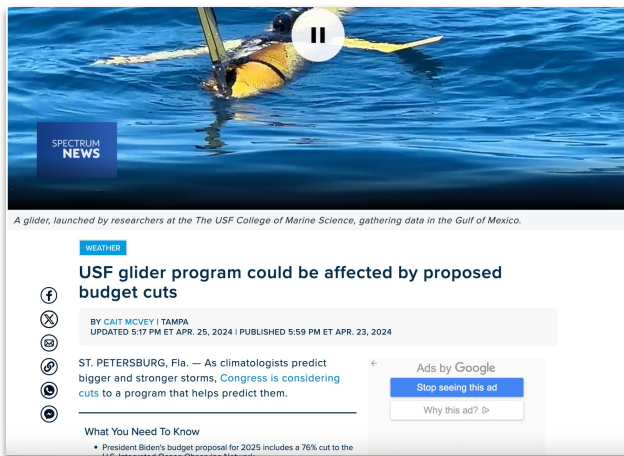 SPECTRUM
NEWS
A glider, launched by researchers at the The USF College of Marine Science, gathering data in the Gulf of Mexico.
WEATHER
USF glider program could be affected by proposed
budget cuts
BY CAIT MCVEY | TAMPA
UPDATED 5:17 PM ET APR. 25, 2024 | PUBLISHED 5:59 PM ET APR. 23, 2024
ST. PETERSBURG, Fla. — As climatologists predict
bigger and stronger storms, Congress is considering
cuts to a program that helps predict them.
What You Need To Know
• President Biden's budget proposal for 2025 includes a 76% cut to the
U.S. Integrated Ocean Observing Network
Ads by Google
Stop seeing this ad
Why this ad?